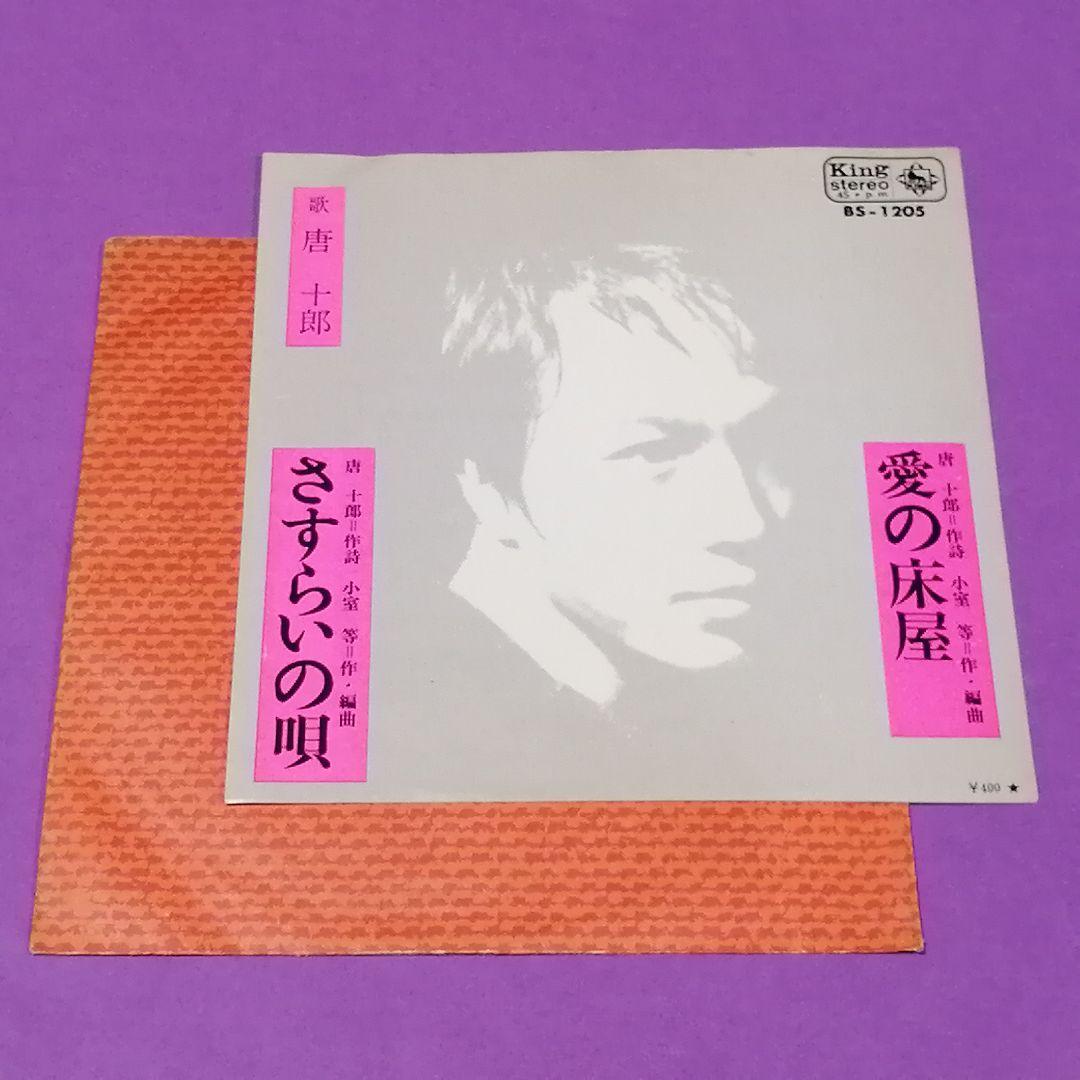 King
stereo
45 r.p.m
BS-1205
歌 唐 十郎
愛の床屋
唐 十郎=作詩 小室 等=作・編曲
さすらいの唄
唐 十郎=作詩 小室 等=作・編曲
¥400 ★